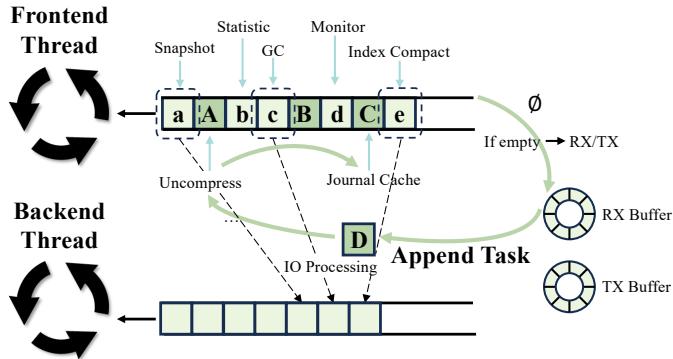 Frontend
Thread
Statistic
Monitor
Snapshot
GC
Index Compact
a A b c B d C e
Ø
If empty
RX/TX
Uncompress
Journal Cache
RX Buffer
Backend
Thread
....
D
Append Task
IO Processing
TX Buffer